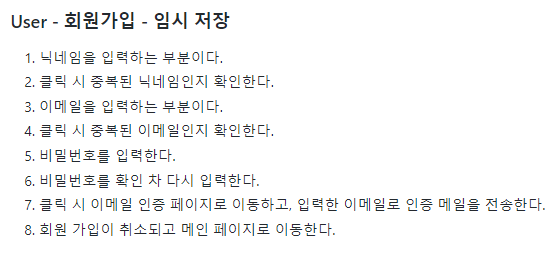 User - 회원가입 - 임시 저장
1. 닉네임을 입력하는 부분이다.
2. 클릭 시 중복된 닉네임인지 확인한다.
3. 이메일을 입력하는 부분이다.
4. 클릭 시 중복된 이메일인지 확인한다.
5. 비밀번호를 입력한다.
6. 비밀번호를 확인 차 다시 입력한다.
7. 클릭 시 이메일 인증 페이지로 이동하고, 입력한 이메일로 인증 메일을 전송한다.
8. 회원 가입이 취소되고 메인 페이지로 이동한다.